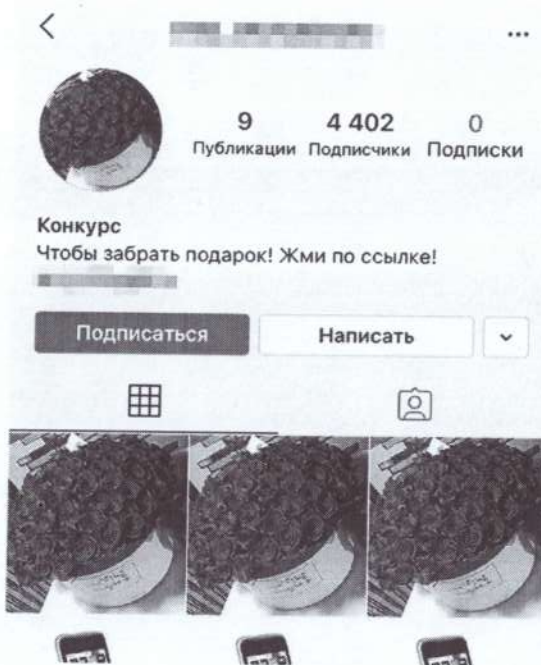 9 4 402 0
Публикации Подписчики Подписки
Конкурс
Чтобы забрать подарок! Жми по ссылке!
Подписаться Написать